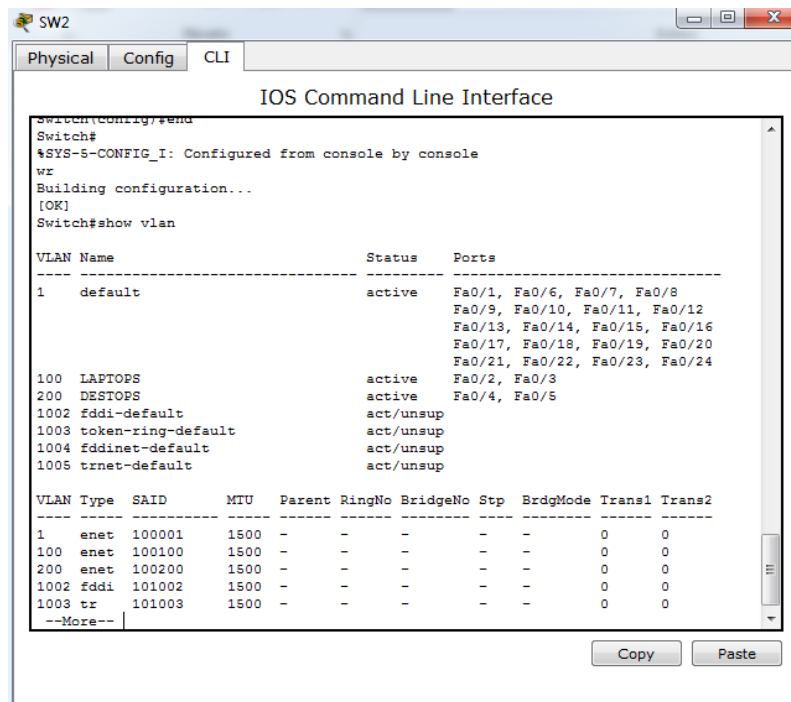 SW2
Physical Config CLI
IOS Command Line Interface
Switch(config)#end
Switch#
%SYS-5-CONFIG_I: Configured from console by console
wr
Building configuration...
[OK]
Switch#show vlan
VLAN Name Status Ports
---- -------------------------------- --------- -------------------------------
1 default active Fa0/1, Fa0/6, Fa0/7, Fa0/8
Fa0/9, Fa0/10, Fa0/11, Fa0/12
Fa0/13, Fa0/14, Fa0/15, Fa0/16
Fa0/17, Fa0/18, Fa0/19, Fa0/20
Fa0/21, Fa0/22, Fa0/23, Fa0/24
100 LAPTOPS active Fa0/2, Fa0/3
200 DESTOPS active Fa0/4, Fa0/5
1002 fddi-default act/unsup
1003 token-ring-default act/unsup
1004 fddinet-default act/unsup
1005 trnet-default act/unsup
VLAN Type SAID MTU Parent RingNo BridgeNo Stp BrdgMode Trans1 Trans2
---- ----- ---------- ----- ------ ------ -------- ---- -------- ------ ------
1 enet 100001 1500 - - - - - 0 0
100 enet 100100 1500 - - - - - 0 0
200 enet 100200 1500 - - - - - 0 0
1002 fddi 101002 1500 - - - - - 0 0
1003 tr 101003 1500 - - - - - 0 0
--More--
Copy Paste